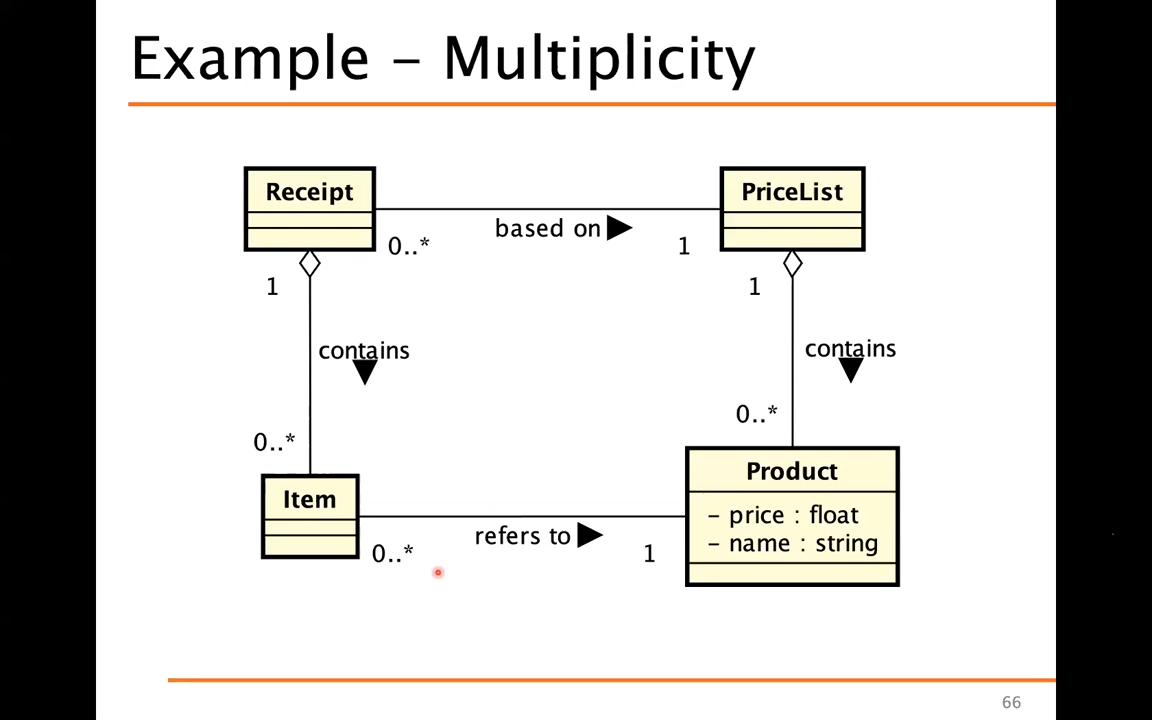 Example – Multiplicity
Receipt
PriceList
based on
0..*
1
1
1
contains
contains
0..*
0..*
Product
Item
- price : float
- name : string
refers to
0..*
1
66